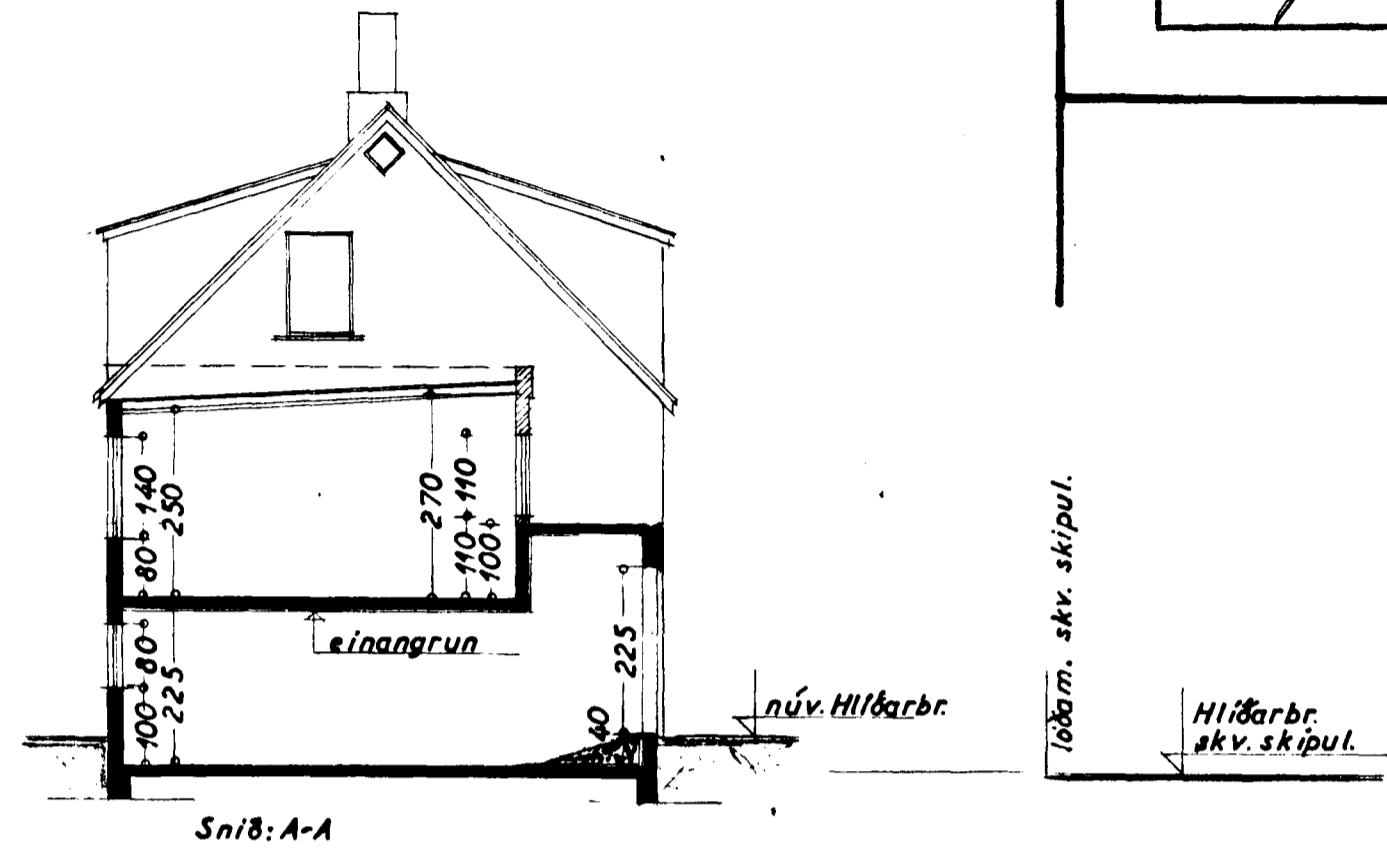 140
250
80
270
110
110
100
einangrun
80
225
100
225
40
núv. Hlíðarbr.
lóðam. skv. skipul.
Hlíðarbr.
skv. skipul.
Snið: A-A